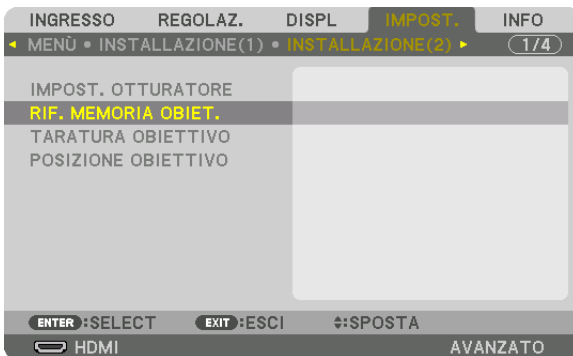 INGRESSO REGOLAZ. DISPL IMPOST. INFO
◄ MENÙ • INSTALLAZIONE(1) • INSTALLAZIONE(2) ► 1/4
IMPOST. OTTURATORE
RIF. MEMORIA OBIET.
TARATURA OBIETTIVO
POSIZIONE OBIETTIVO
ENTER :SELECT EXIT :ESCI ♦:SPOSTA
HDMI AVANZATO